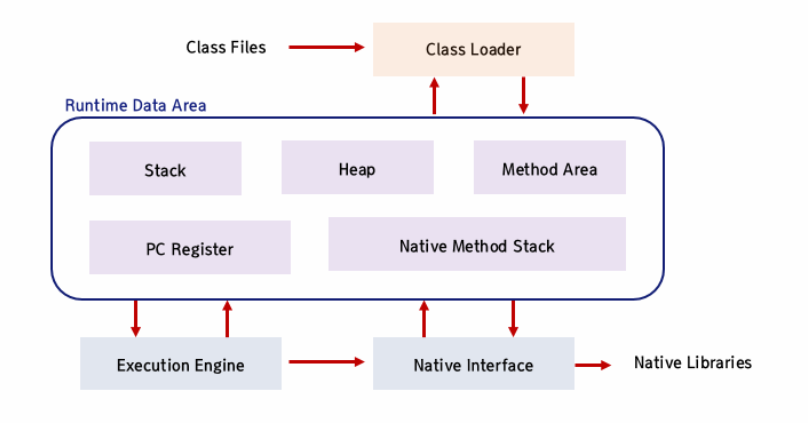 Class Files
Class Loader
Runtime Data Area
Stack
Heap
Method Area
PC Register
Native Method Stack
Execution Engine
Native Interface
Native Libraries